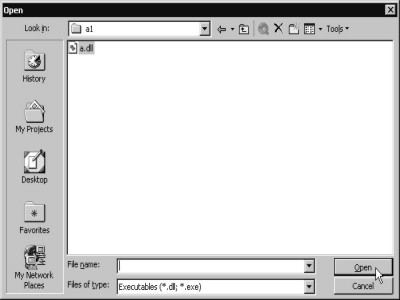 Open
Look in: a1 Tools
a.dll
History
My Projects
Desktop
Favorites
My Network Places
File name: Open
Files of type: Executables (*.dll; *.exe) Cancel